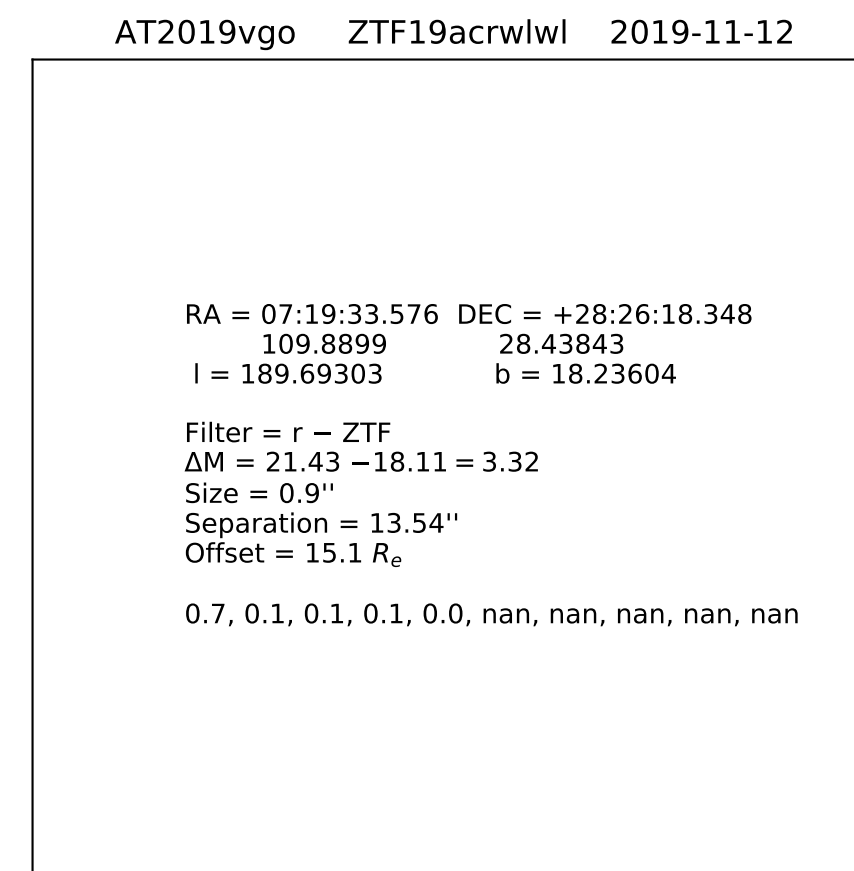 AT2019vgo ZTF19acrwlwl 2019-11-12
RA = 07:19:33.576 DEC = +28:26:18.348
109.8899 28.43843
l = 189.69303 b = 18.23604
Filter = r − ZTF
ΔM = 21.43 −18.11 = 3.32
Size = 0.9''
Separation = 13.54''
Offset = 15.1 Rₑ
0.7, 0.1, 0.1, 0.1, 0.0, nan, nan, nan, nan, nan